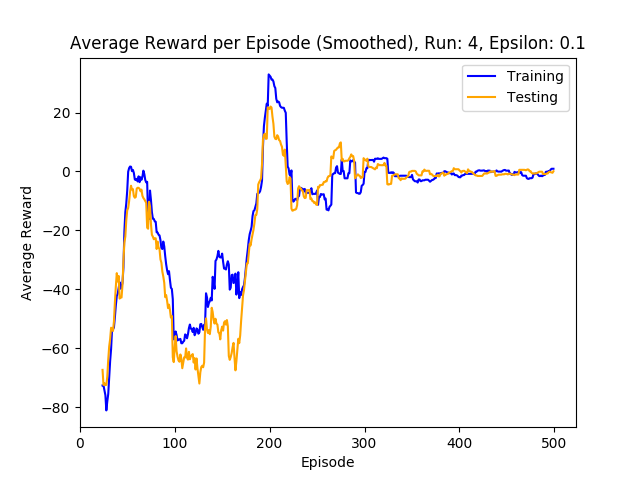 Average Reward per Episode (Smoothed), Run: 4, Epsilon: 0.1
Training
Testing
20
0
−20
−40
−60
−80
Average Reward
0 100 200 300 400 500
Episode